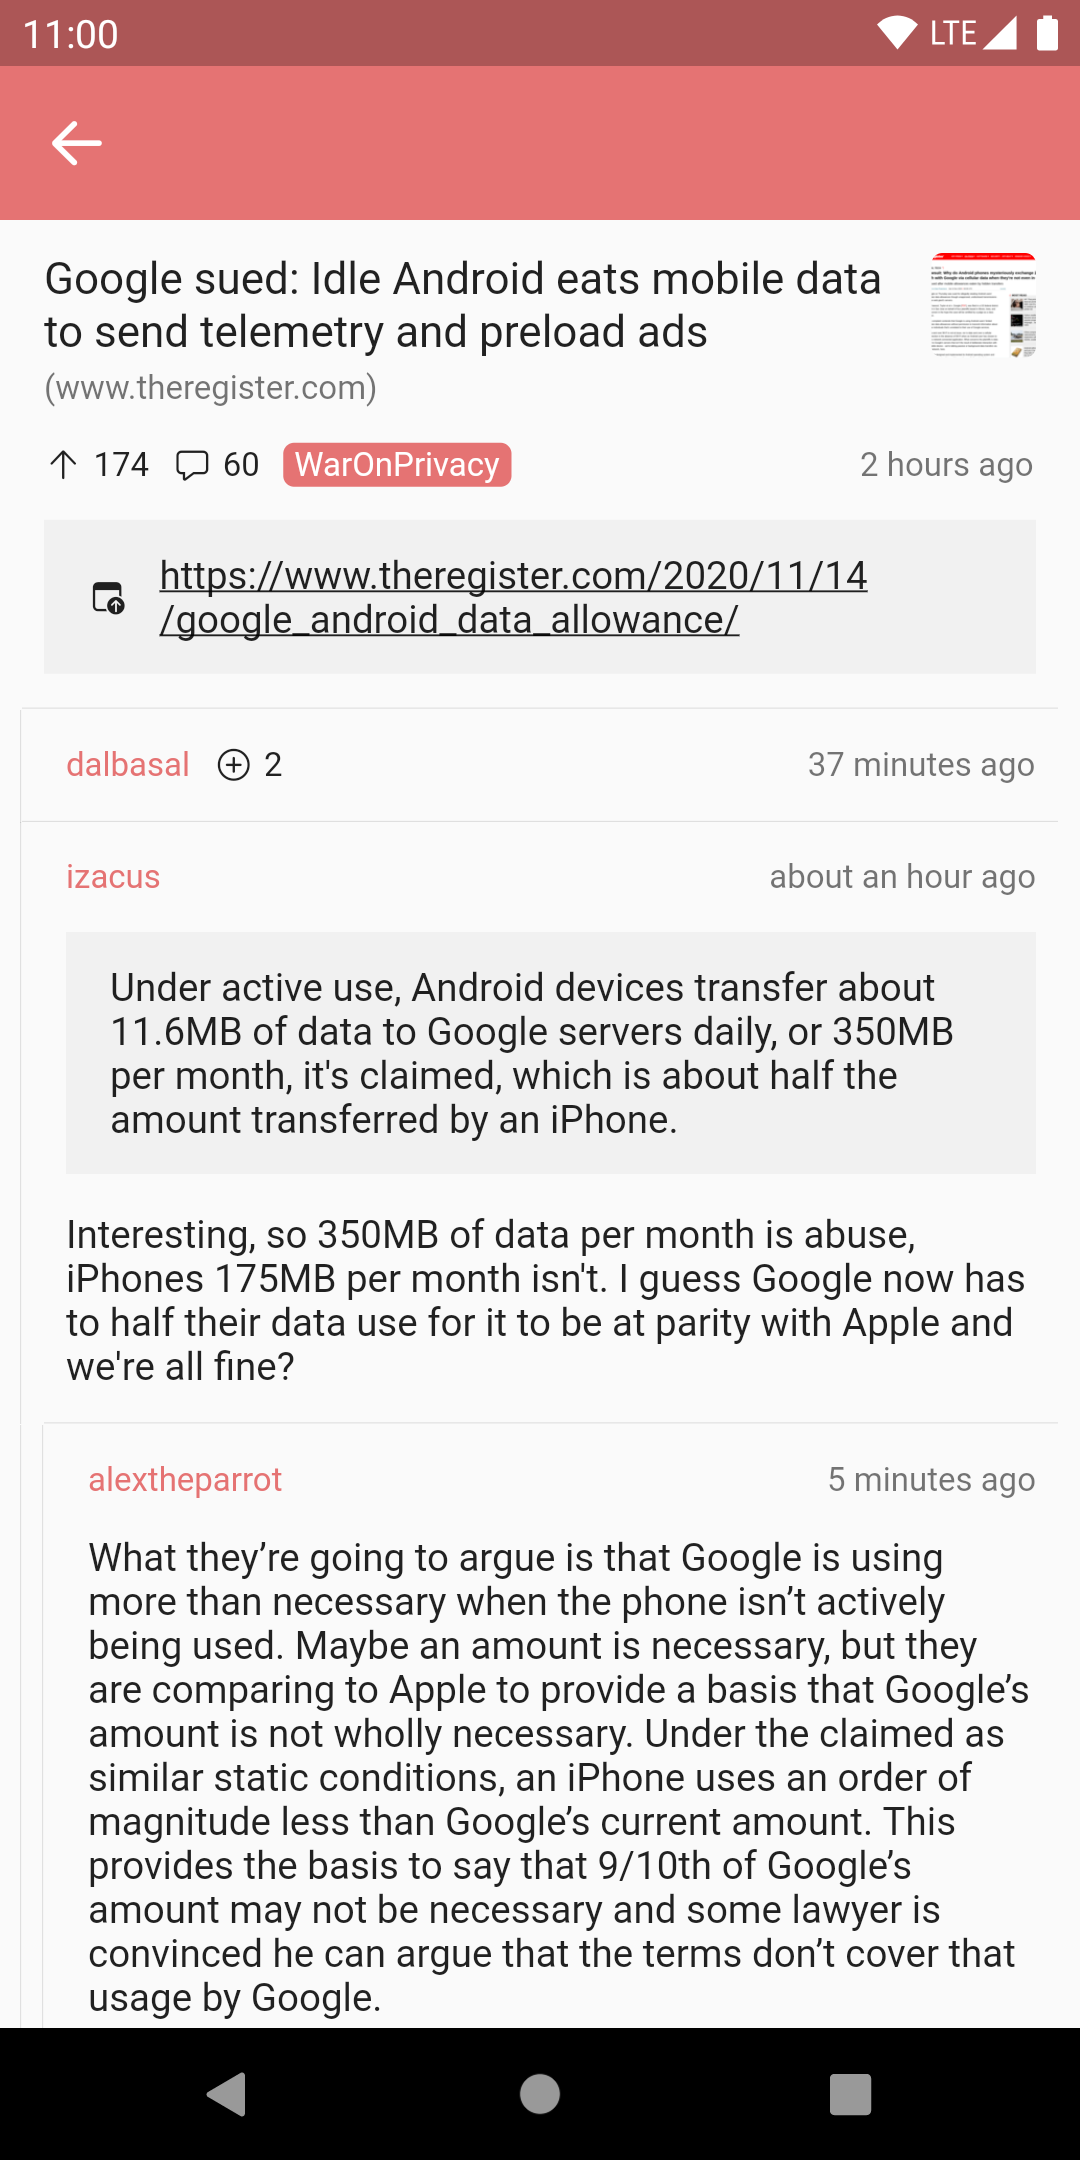 11:00
LTE
Google sued: Idle Android eats mobile data
to send telemetry and preload ads
(www.theregister.com)
174 60 WarOnPrivacy 2 hours ago
https://www.theregister.com/2020/11/14
/google_android_data_allowance/
dalbasal 2 37 minutes ago
izacus about an hour ago
Under active use, Android devices transfer about
11.6MB of data to Google servers daily, or 350MB
per month, it's claimed, which is about half the
amount transferred by an iPhone.
Interesting, so 350MB of data per month is abuse,
iPhones 175MB per month isn't. I guess Google now has
to half their data use for it to be at parity with Apple and
we're all fine?
alextheparrot 5 minutes ago
What they’re going to argue is that Google is using
more than necessary when the phone isn’t actively
being used. Maybe an amount is necessary, but they
are comparing to Apple to provide a basis that Google’s
amount is not wholly necessary. Under the claimed as
similar static conditions, an iPhone uses an order of
magnitude less than Google’s current amount. This
provides the basis to say that 9/10th of Google’s
amount may not be necessary and some lawyer is
convinced he can argue that the terms don’t cover that
usage by Google.